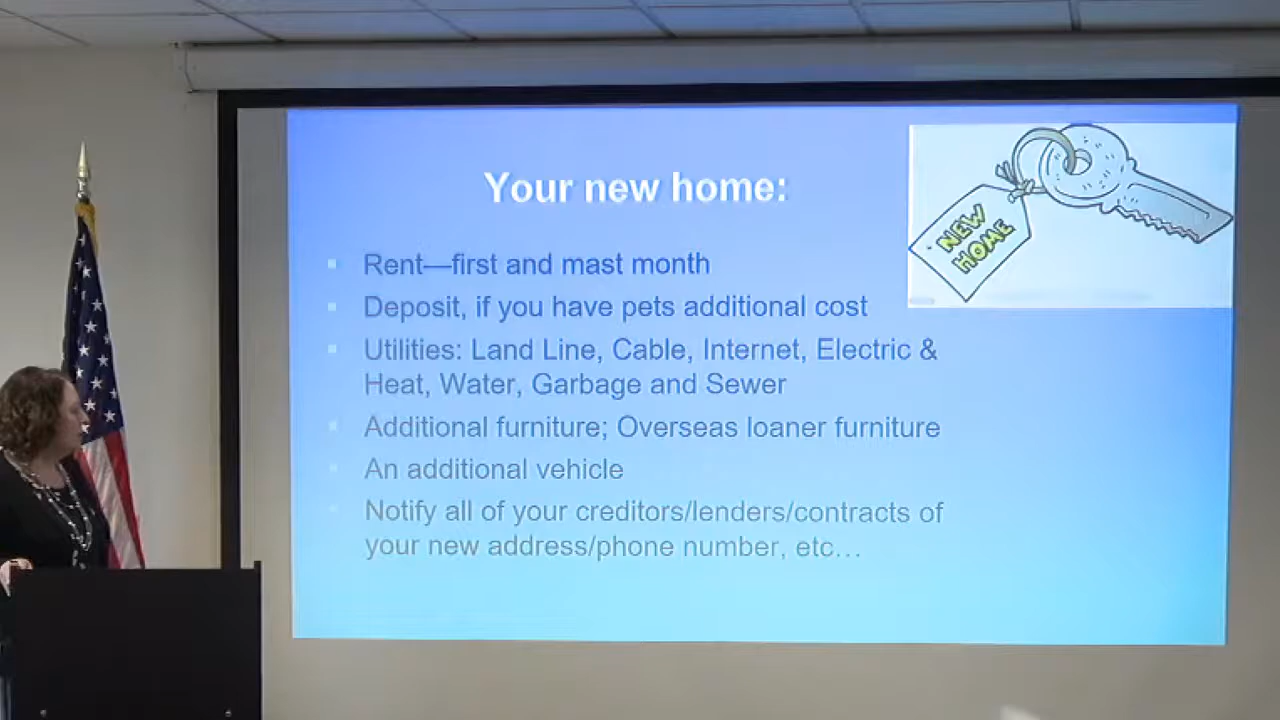 Your new home:
NEW
HOME
Rent—first and mast month
Deposit, if you have pets additional cost
Utilities: Land Line, Cable, Internet, Electric &
Heat, Water, Garbage and Sewer
Additional furniture; Overseas loaner furniture
An additional vehicle
Notify all of your creditors/lenders/contracts of
your new address/phone number, etc…